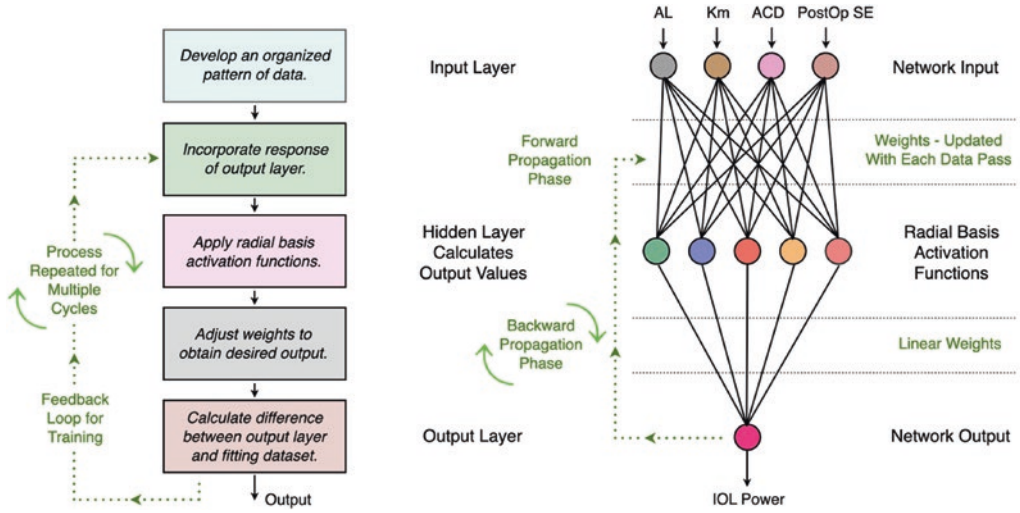 Develop an organized
pattern of data.
Incorporate response
of output layer.
Apply radial basis
activation functions.
Adjust weights to
obtain desired output.
Calculate difference
between output layer
and fitting dataset.
Output
Process
Repeated for
Multiple
Cycles
Feedback
Loop for
Training
AL
Km
ACD
PostOp SE
Input Layer
Network Input
Forward
Propagation
Phase
Weights - Updated
With Each Data Pass
Hidden Layer
Calculates
Output Values
Radial Basis
Activation
Functions
Backward
Propagation
Phase
Linear Weights
Output Layer
Network Output
IOL Power